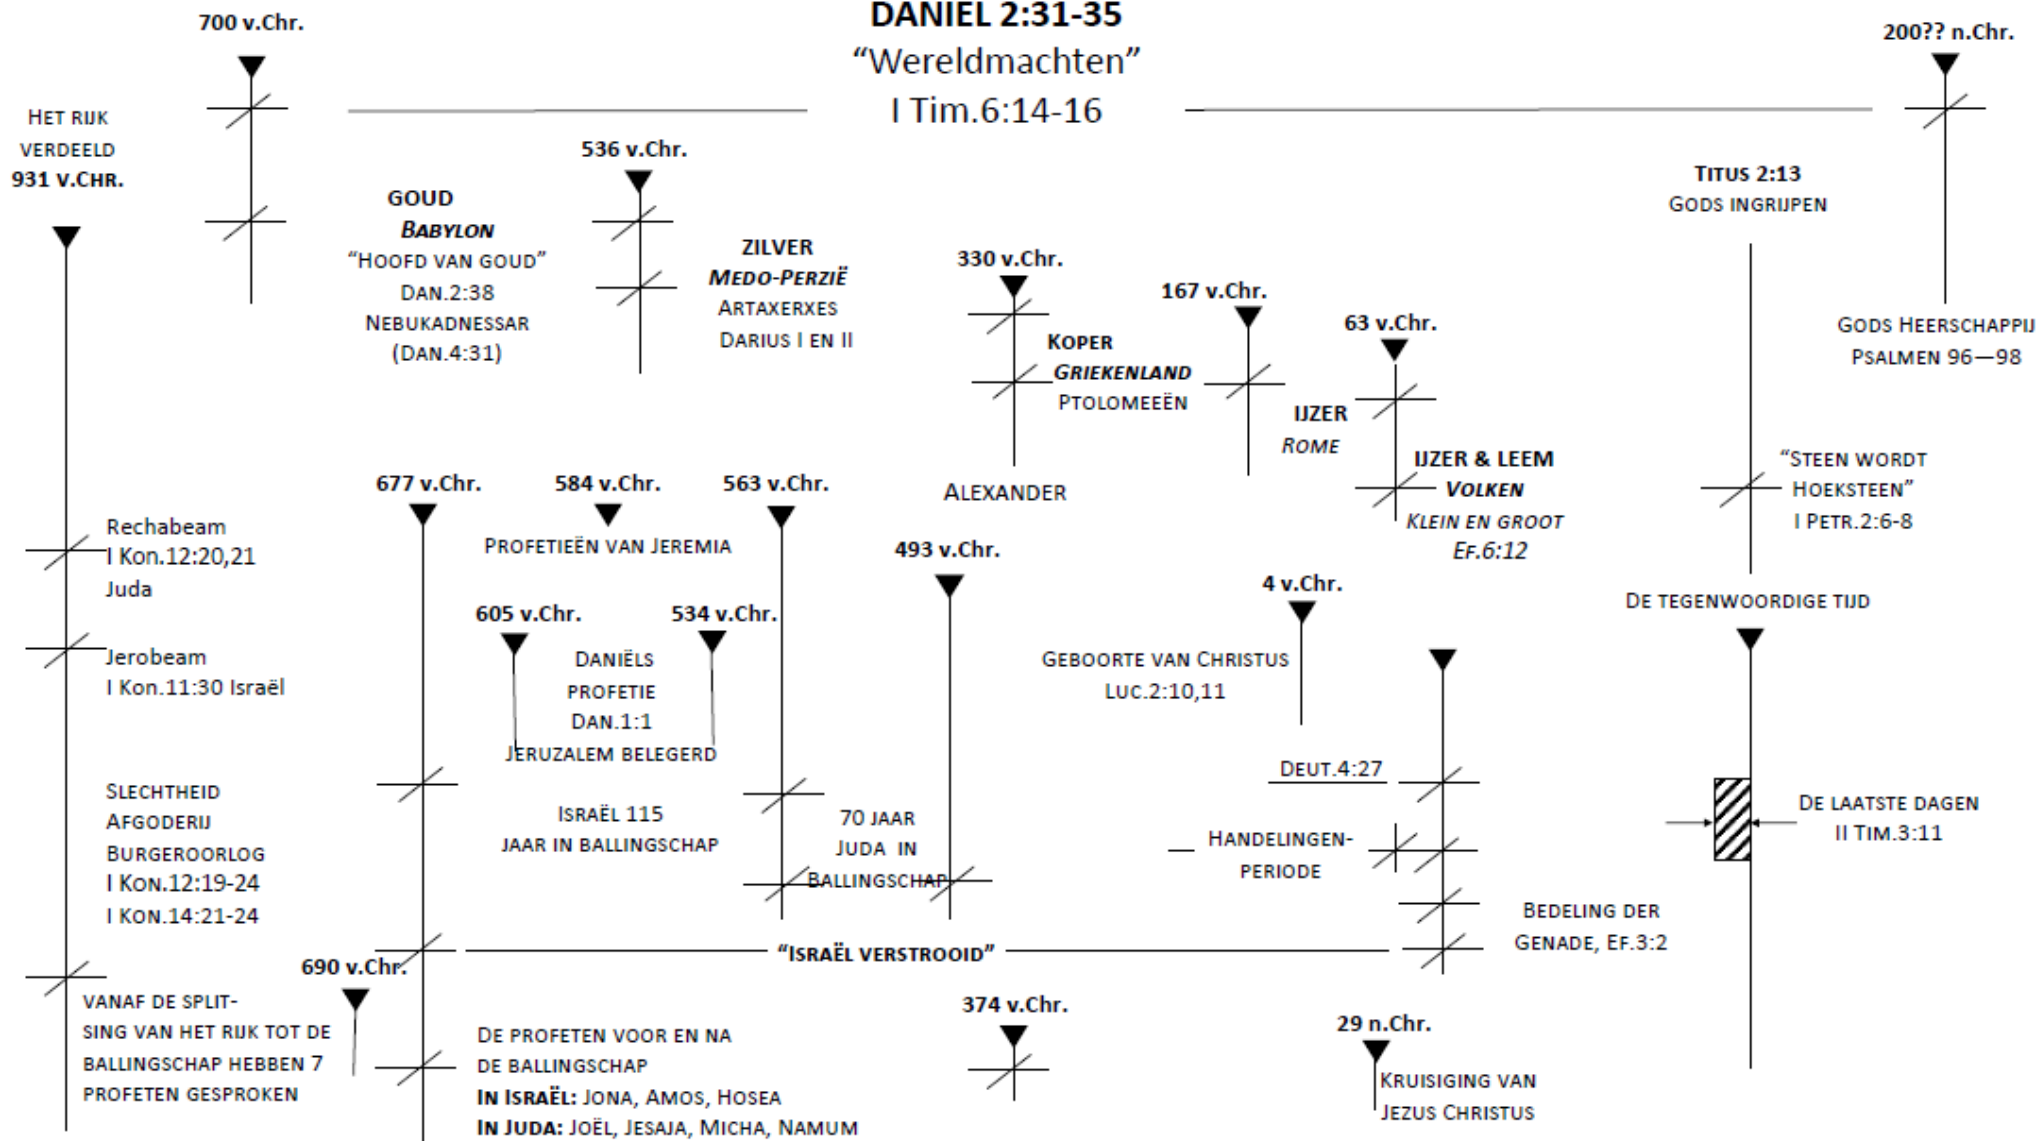 DANIEL 2:31-35
“Wereldmachten”
I Tim.6:14-16
700 v.Chr.
200?? n.Chr.
HET RIJK
VERDEELD
931 V.CHR.
536 v.Chr.
GOUD
BABYLON
“HOOFD VAN GOUD”
DAN.2:38
NEBUKADNESSAR
(DAN.4:31)
ZILVER
MEDO-PERZIË
ARTAXERXES
DARIUS I EN II
330 v.Chr.
KOPER
GRIEKENLAND
PTOLOMEEËN
ALEXANDER
167 v.Chr.
IJZER
ROME
63 v.Chr.
IJZER & LEEM
VOLKEN
KLEIN EN GROOT
EF.6:12
TITUS 2:13
GODS INGRIJPEN
GODS HEERSCHAPPIJ
PSALMEN 96—98
“STEEN WORDT
HOEKSTEEN”
I PETR.2:6-8
Rechabeam
I Kon.12:20,21
Juda
Jerobeam
I Kon.11:30 Israël
SLECHTHEID
AFGODERIJ
BURGEROORLOG
I KON.12:19-24
I KON.14:21-24
VANAF DE SPLIT-
SING VAN HET RIJK TOT DE
BALLINGSCHAP HEBBEN 7
PROFETEN GESPROKEN
690 v.Chr.
677 v.Chr.
584 v.Chr.
PROFETIEËN VAN JEREMIA
563 v.Chr.
605 v.Chr.
534 v.Chr.
DANIËLS
PROFETIE
DAN.1:1
JERUZALEM BELEGERD
ISRAËL 115
JAAR IN BALLINGSCHAP
493 v.Chr.
70 JAAR
JUDA IN
BALLINGSCHAP
4 v.Chr.
GEBOORTE VAN CHRISTUS
LUC.2:10,11
DEUT.4:27
HANDELINGEN-
PERIODE
BEDELING DER
GENADE, EF.3:2
DE TEGENWOORDIGE TIJD
DE LAATSTE DAGEN
II TIM.3:11
“ISRAËL VERSTROOID”
DE PROFETEN VOOR EN NA
DE BALLINGSCHAP
IN ISRAËL: JONA, AMOS, HOSEA
IN JUDA: JOËL, JESAJA, MICHA, NAMUM
374 v.Chr.
29 n.Chr.
KRUISIGING VAN
JEZUS CHRISTUS